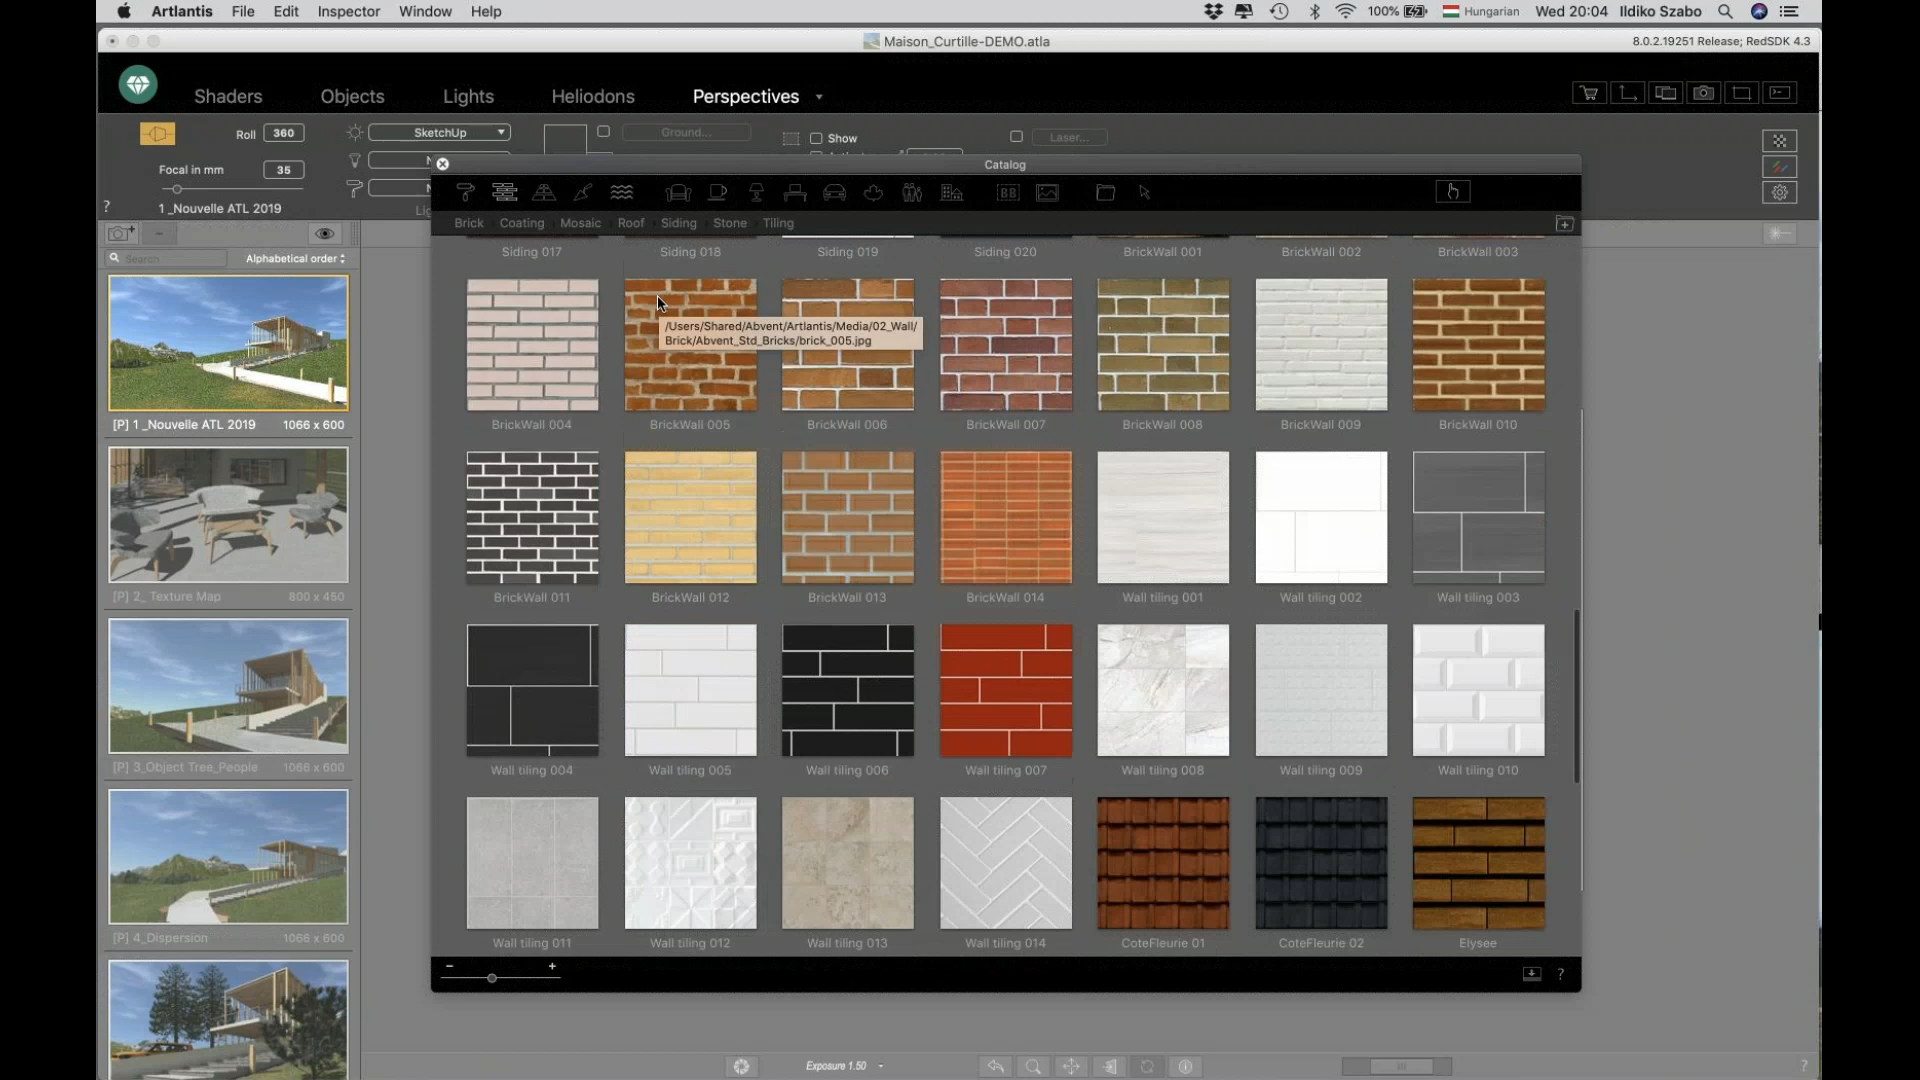 Artlantis File Edit Inspector Window Help
100% Hungarian Wed 20:04 Ildiko Szabo
Maison_Curtille-DEMO.atla
8.0.2.19251 Release; RedSDK 4.3
Shaders Objects Lights Heliodons Perspectives
Roll 360
SketchUp
Ground...
Show
Laser...
Focal in mm 35
? 1 _Nouvelle ATL 2019
Catalog
BB
Brick Coating Mosaic Roof Siding Stone Tiling
Search Alphabetical order
[P] 1 _Nouvelle ATL 2019 1066 x 600
[P] 2_ Texture Map 800 x 450
[P] 3_Object Tree_People 1066 x 600
[P] 4_Dispersion 1066 x 600
Siding 017 Siding 018 Siding 019 Siding 020 BrickWall 001 BrickWall 002 BrickWall 003
/Users/Shared/Abvent/Artlantis/Media/02_Wall/
Brick/Abvent_Std_Bricks/brick_005.jpg
BrickWall 004 BrickWall 005 BrickWall 006 BrickWall 007 BrickWall 008 BrickWall 009 BrickWall 010
BrickWall 011 BrickWall 012 BrickWall 013 BrickWall 014 Wall tiling 001 Wall tiling 002 Wall tiling 003
Wall tiling 004 Wall tiling 005 Wall tiling 006 Wall tiling 007 Wall tiling 008 Wall tiling 009 Wall tiling 010
Wall tiling 011 Wall tiling 012 Wall tiling 013 Wall tiling 014 CoteFleurie 01 CoteFleurie 02 Elysee
- + ?
Exposure 1.50 ?